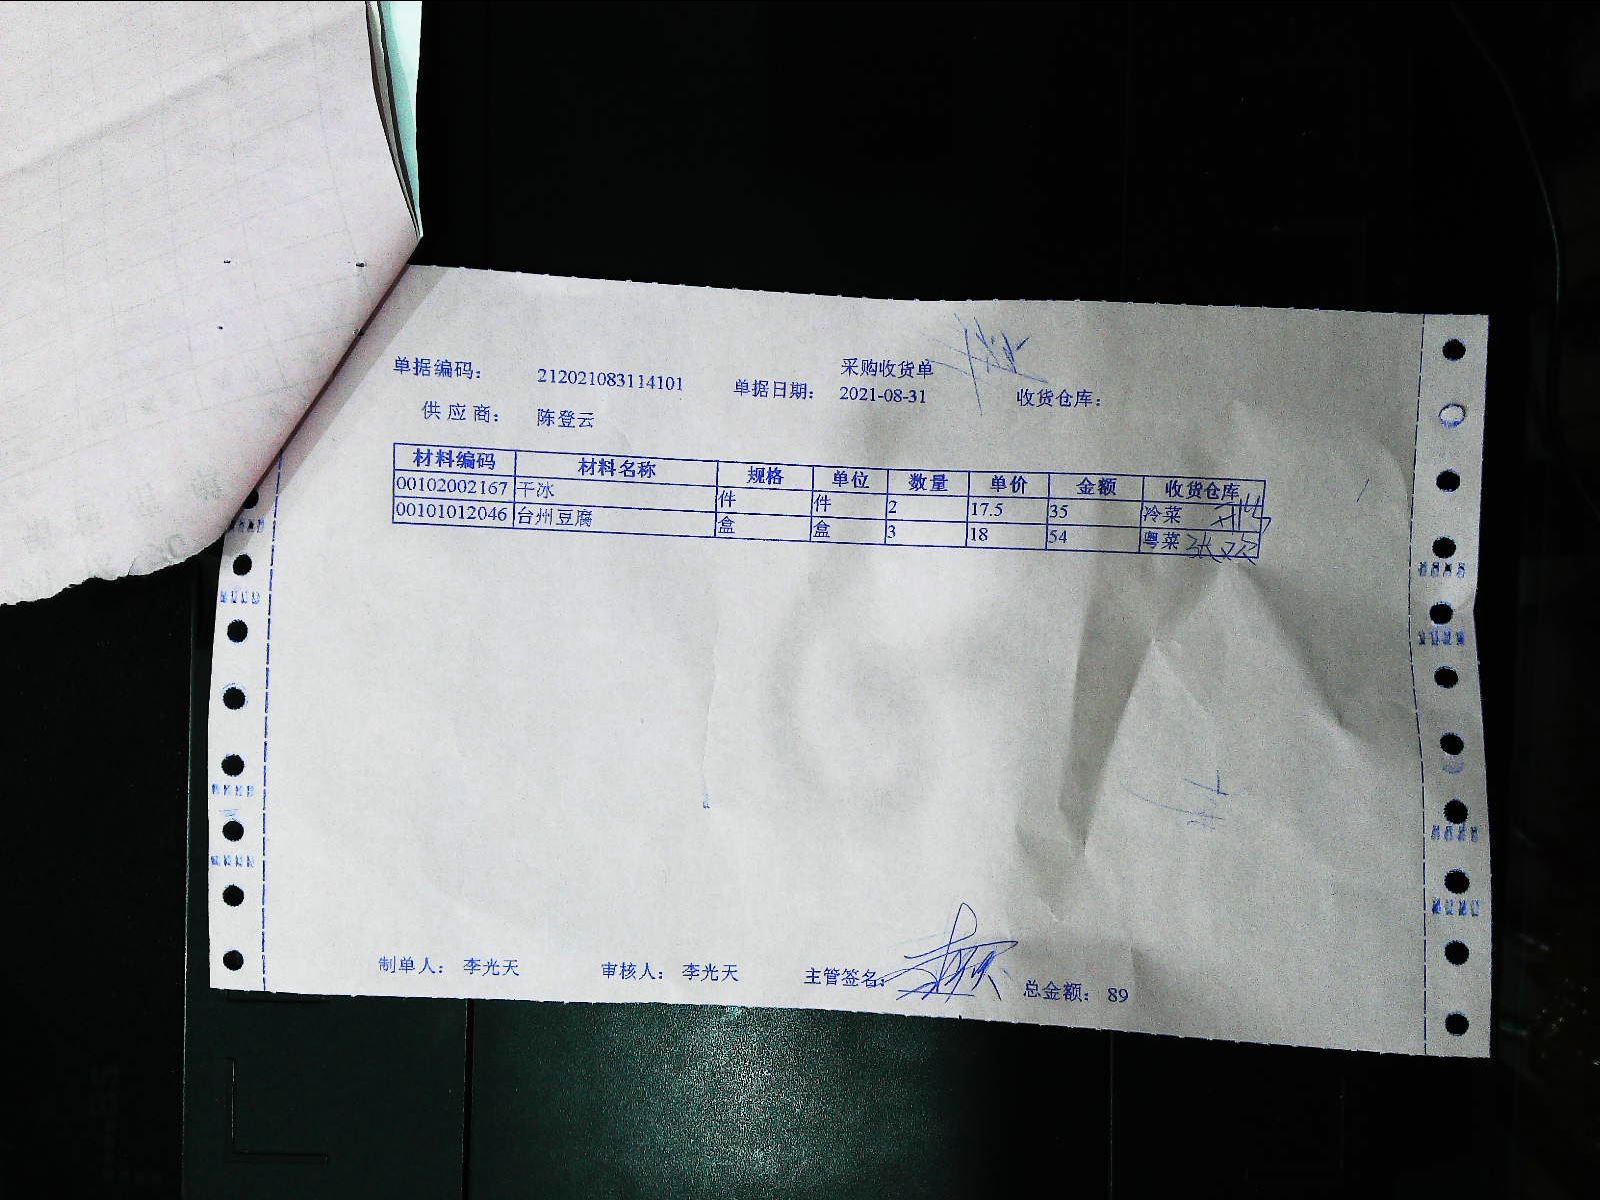 采购收货单
单据编码： 212021083114101 单据日期： 2021-08-31 收货仓库：
供应商： 陈登云
材料编码 材料名称 规格 单位 数量 单价 金额 收货仓库
00102002167 干冰 件 件 2 17.5 35 冷菜
00101012046 台州豆腐 盒 盒 3 18 54 粤菜
制单人： 李光天 审核人： 李光天 主管签名： 总金额： 89